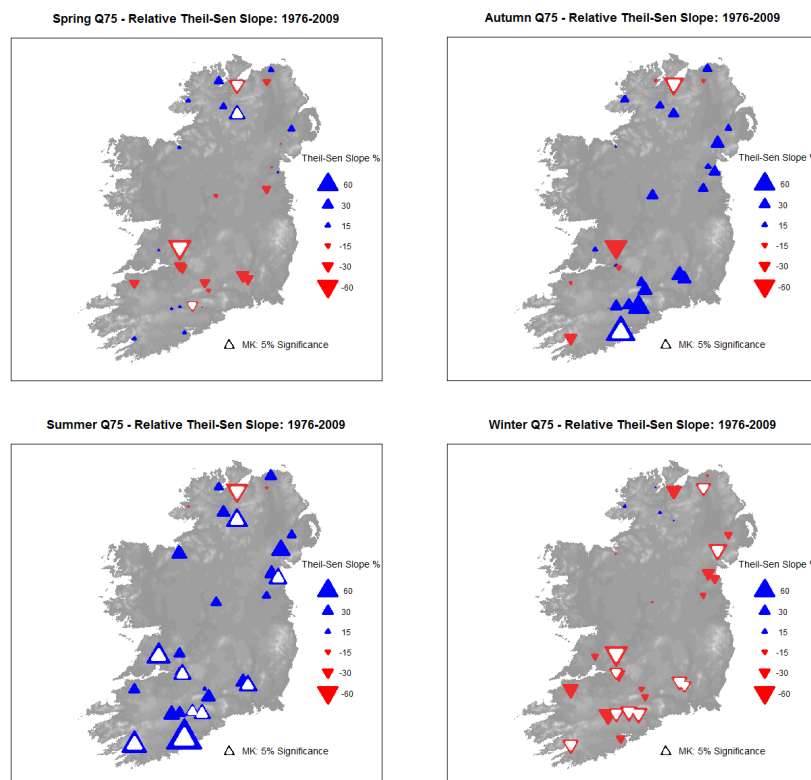 Spring Q75 - Relative Theil-Sen Slope: 1976-2009
Theil-Sen Slope %
60
30
15
-15
-30
-60
MK: 5% Significance
Autumn Q75 - Relative Theil-Sen Slope: 1976-2009
Theil-Sen Slope %
60
30
15
-15
-30
-60
MK: 5% Significance
Summer Q75 - Relative Theil-Sen Slope: 1976-2009
Theil-Sen Slope %
60
30
15
-15
-30
-60
MK: 5% Significance
Winter Q75 - Relative Theil-Sen Slope: 1976-2009
Theil-Sen Slope %
60
30
15
-15
-30
-60
MK: 5% Significance